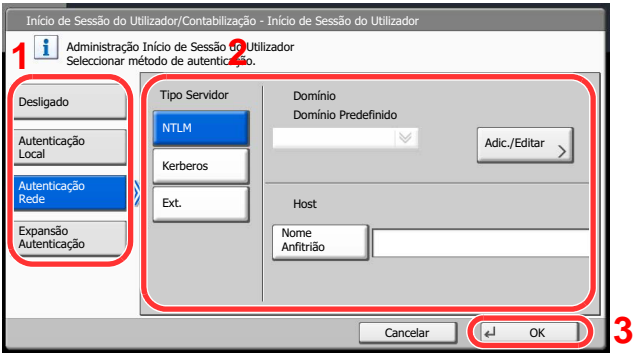 Início de Sessão do Utilizador/Contabilização - Início de Sessão do Utilizador
Administração Início de Sessão do Utilizador
Seleccionar método de autenticação.
1
2
Desligado
Autenticação
Local
Autenticação
Rede
Expansão
Autenticação
Tipo Servidor
NTLM
Kerberos
Ext.
Domínio
Domínio Predefinido
Adic./Editar
Host
Nome
Anfitrião
Cancelar
OK
3